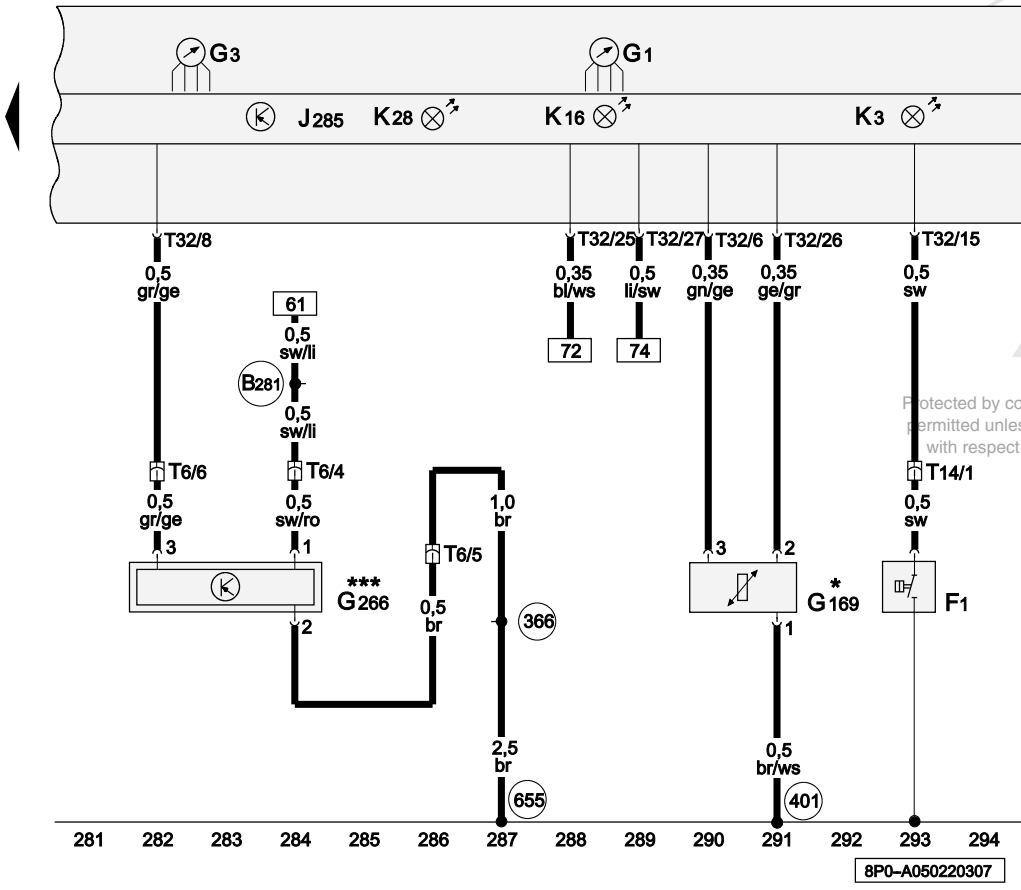 G3 G1
J285 K28 K16 K3
T32/8 T32/25 T32/27 T32/6 T32/26 T32/15
0,5 0,35 0,5 0,35 0,35 0,5
gr/ge bl/ws li/sw gn/ge ge/gr sw
61
0,5
sw/li
72 74
B281
0,5
sw/li
Protected by co
permitted unles
with respect
T6/6 T6/4 T14/1
0,5 0,5 1,0 0,5
gr/ge sw/ro br sw
3 1 T6/5 3 2
***
G266
*
G169 F1
0,5
br
2 366 1
2,5 0,5
br br/ws
655 401
281 282 283 284 285 286 287 288 289 290 291 292 293 294
8P0-A050220307